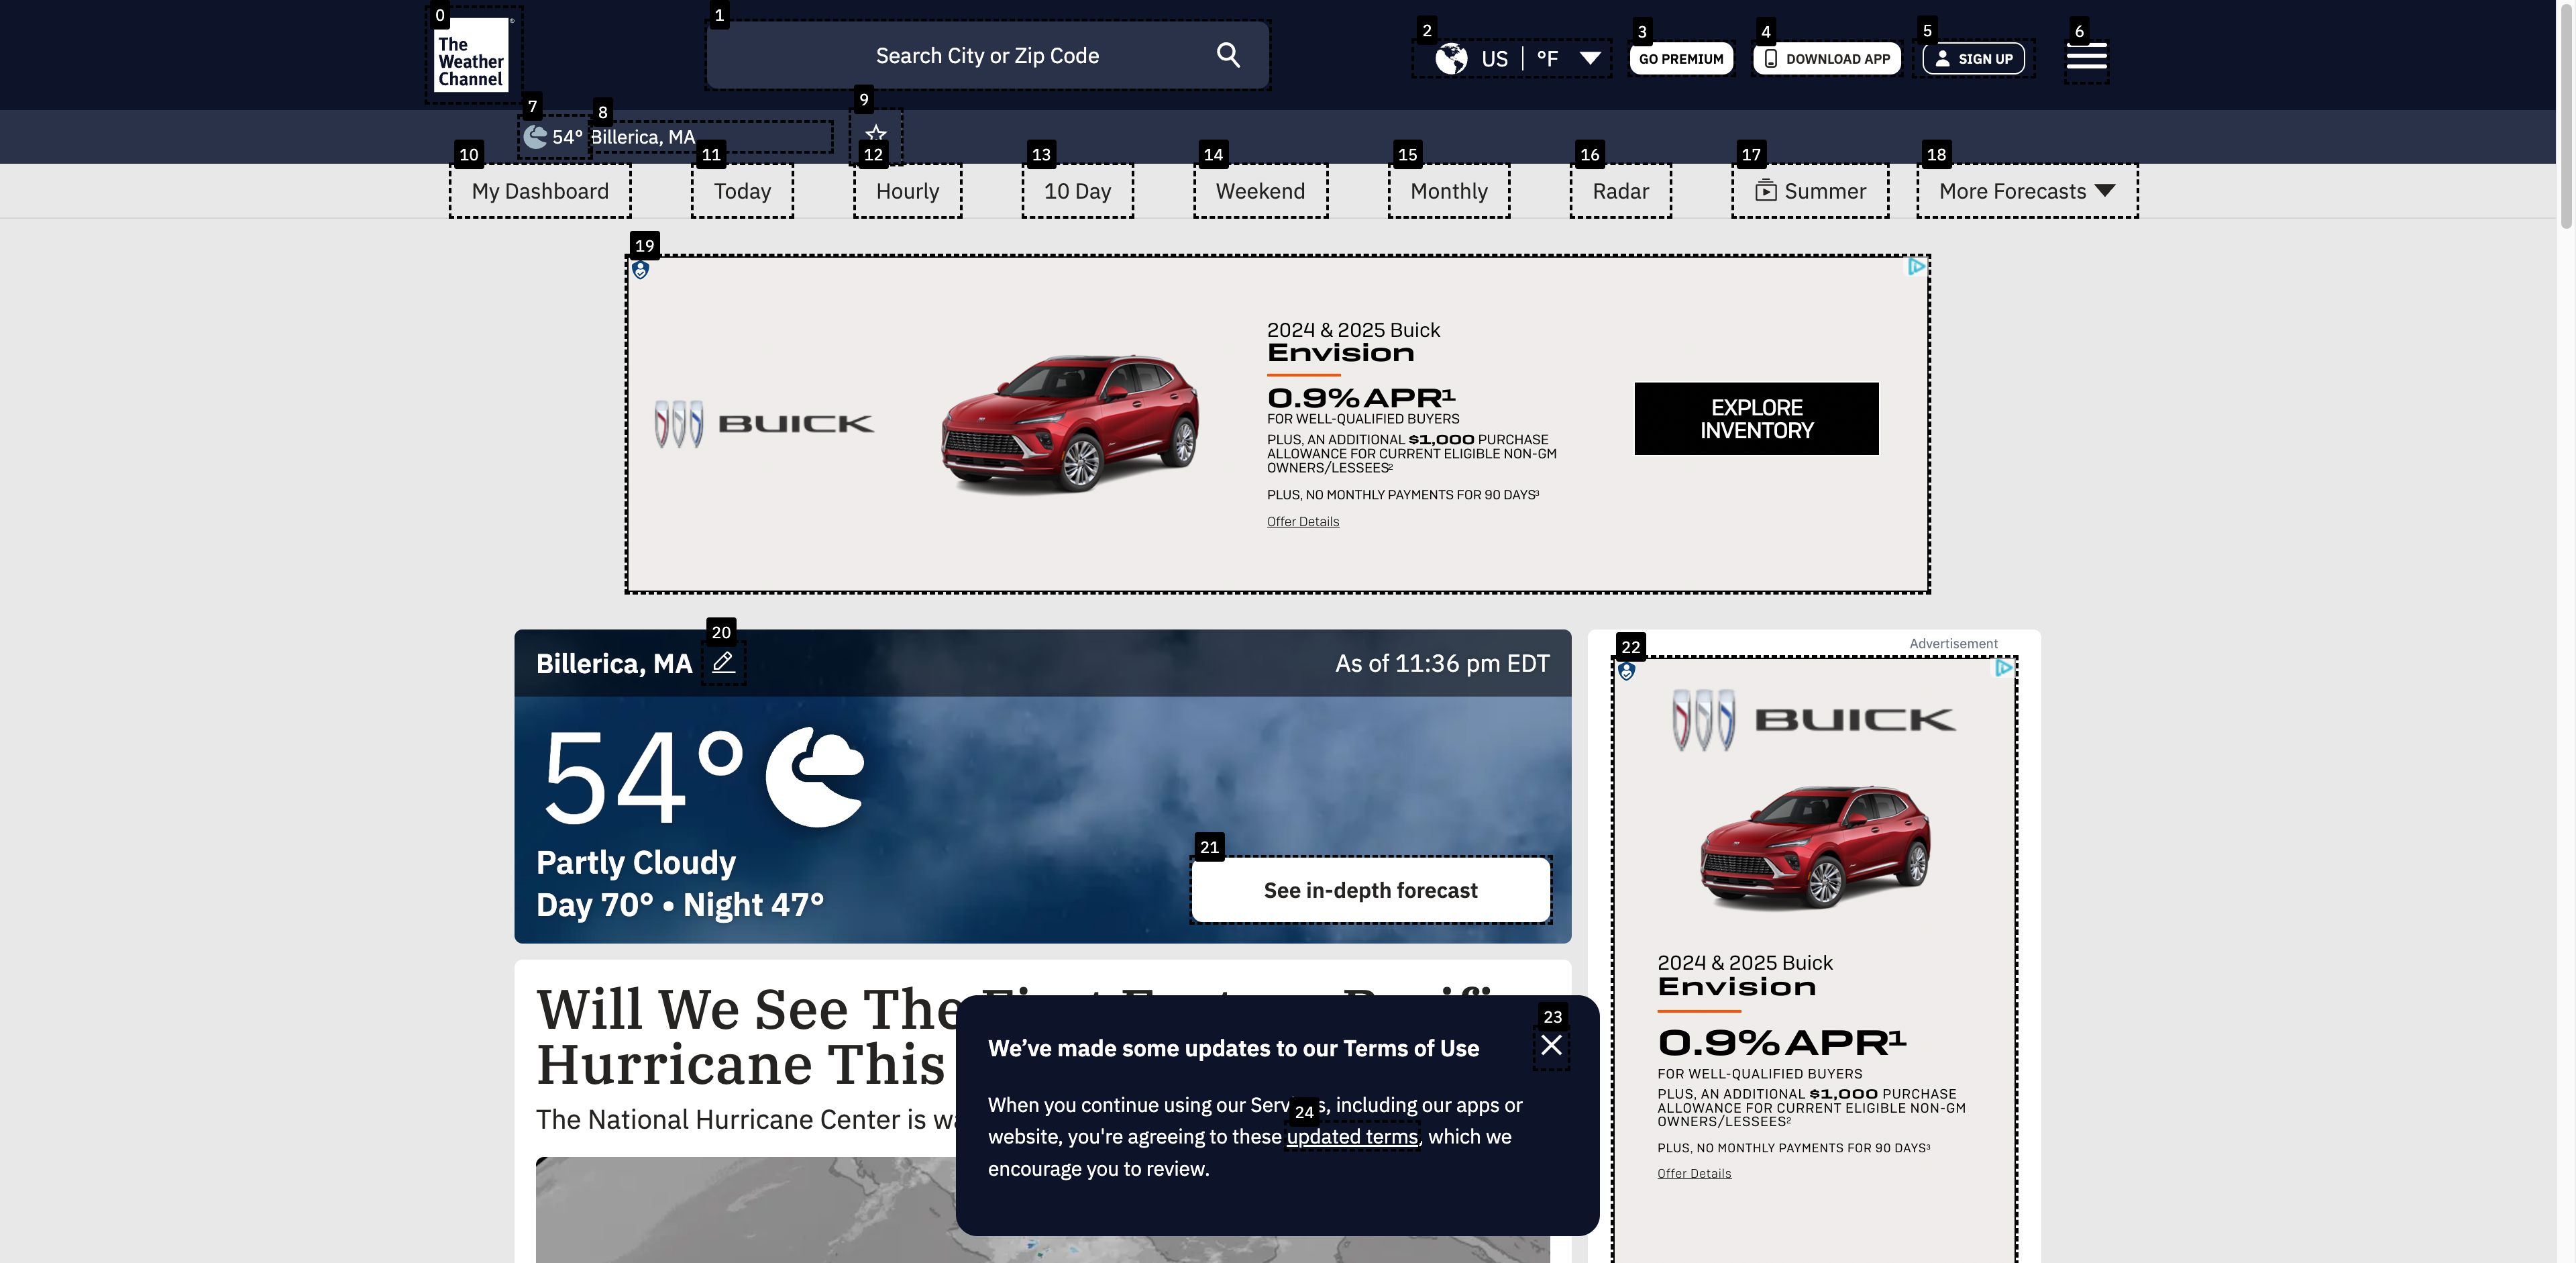 0
The
Weather
Channel
1
Search City or Zip Code
2
US
°F
3
GO PREMIUM
4
DOWNLOAD APP
5
SIGN UP
6
7
54°
8
Billerica, MA
9
10
My Dashboard
11
Today
12
Hourly
13
10 Day
14
Weekend
15
Monthly
16
Radar
17
Summer
18
More Forecasts
19
BUICK
2024 & 2025 Buick
Envision
0.9% APR1
FOR WELL-QUALIFIED BUYERS
PLUS, AN ADDITIONAL $1,000 PURCHASE
ALLOWANCE FOR CURRENT ELIGIBLE NON-GM
OWNERS/LESSEES2
PLUS, NO MONTHLY PAYMENTS FOR 90 DAYS3
Offer Details
EXPLORE
INVENTORY
20
Billerica, MA
As of 11:36 pm EDT
54°
Partly Cloudy
Day 70° • Night 47°
21
See in-depth forecast
Will We See The
Hurricane This
The National Hurricane Center is
23
We’ve made some updates to our Terms of Use
When you continue using our including our apps or
24
website, you're agreeing to these updated terms, which we
encourage you to review.
Advertisement
22
BUICK
2024 & 2025 Buick
Envision
0.9% APR1
FOR WELL-QUALIFIED BUYERS
PLUS, AN ADDITIONAL $1,000 PURCHASE
ALLOWANCE FOR CURRENT ELIGIBLE NON-GM
OWNERS/LESSEES2
PLUS, NO MONTHLY PAYMENTS FOR 90 DAYS3
Offer Details